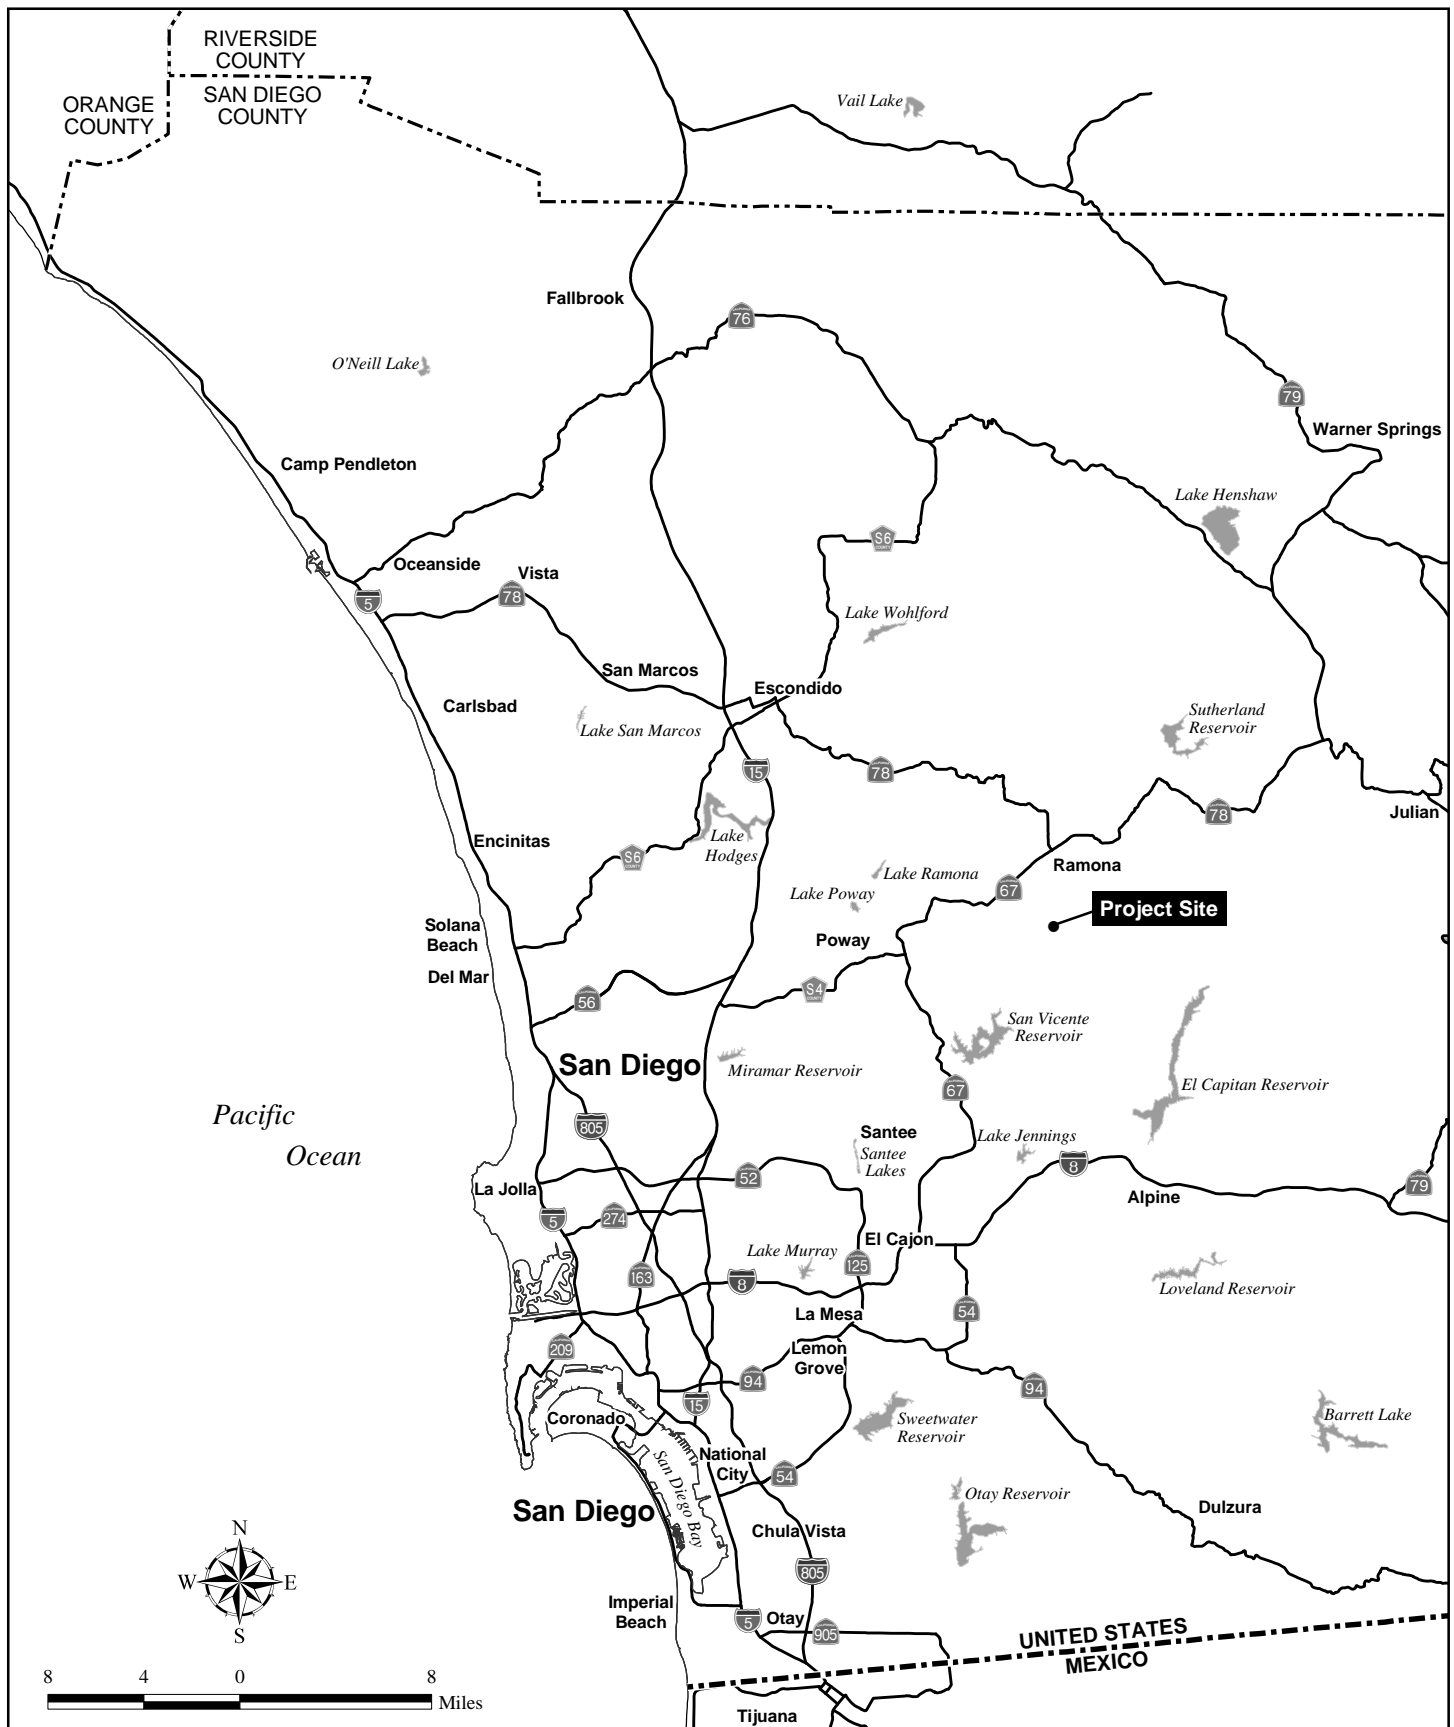 RIVERSIDE
COUNTY
ORANGE
COUNTY
SAN DIEGO
COUNTY
Vail Lake
Fallbrook
76
O'Neill Lake
79
Warner Springs
Camp Pendleton
Lake Henshaw
S6
COUNTY
Oceanside
Vista
5
78
Lake Wohlford
San Marcos
Escondido
Carlsbad
Lake San Marcos
Sutherland
Reservoir
15
78
78
Julian
Encinitas
Lake
Hodges
S6
COUNTY
Ramona
Lake Ramona
67
Lake Poway
Project Site
Solana
Beach
Poway
Del Mar
56
S4
COUNTY
San Vicente
Reservoir
San Diego
Miramar Reservoir
El Capitan Reservoir
67
Pacific
Ocean
805
Santee
Santee
Lakes
Lake Jennings
8
52
La Jolla
Alpine
79
5
274
El Cajon
Lake Murray
125
163
8
Loveland Reservoir
54
La Mesa
209
Lemon
Grove
94
94
15
Coronado
Sweetwater
Reservoir
Barrett Lake
National
City
54
San Diego Bay
Otay Reservoir
San Diego
Dulzura
Chula Vista
N
W
E
S
805
Imperial
Beach
5
Otay
905
UNITED STATES
MEXICO
8 4 0 8
Miles
Tijuana